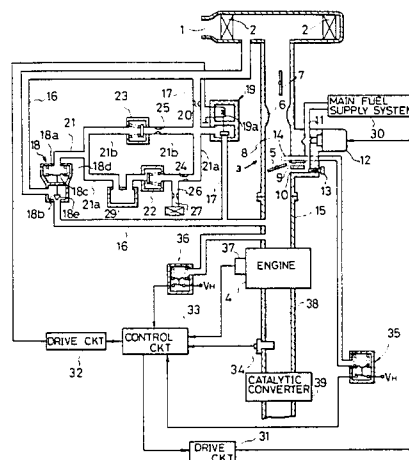 1
2
2
16
17
23
25
19
7
6
20
19a
11
MAIN FUEL
SUPPLY SYSTEM
18a
21
18
21b
21b
8
14
30
12
18d
24
21a
3
5
9
18c
26
10
13
21a
29
22
27
17
15
18b
18e
16
36
37
ENGINE
VH
33
4
38
35
DRIVE CKT
CONTROL
CKT
34
CATALYTIC
CONVERTER
39
VH
32
31
DRIVE
CKT